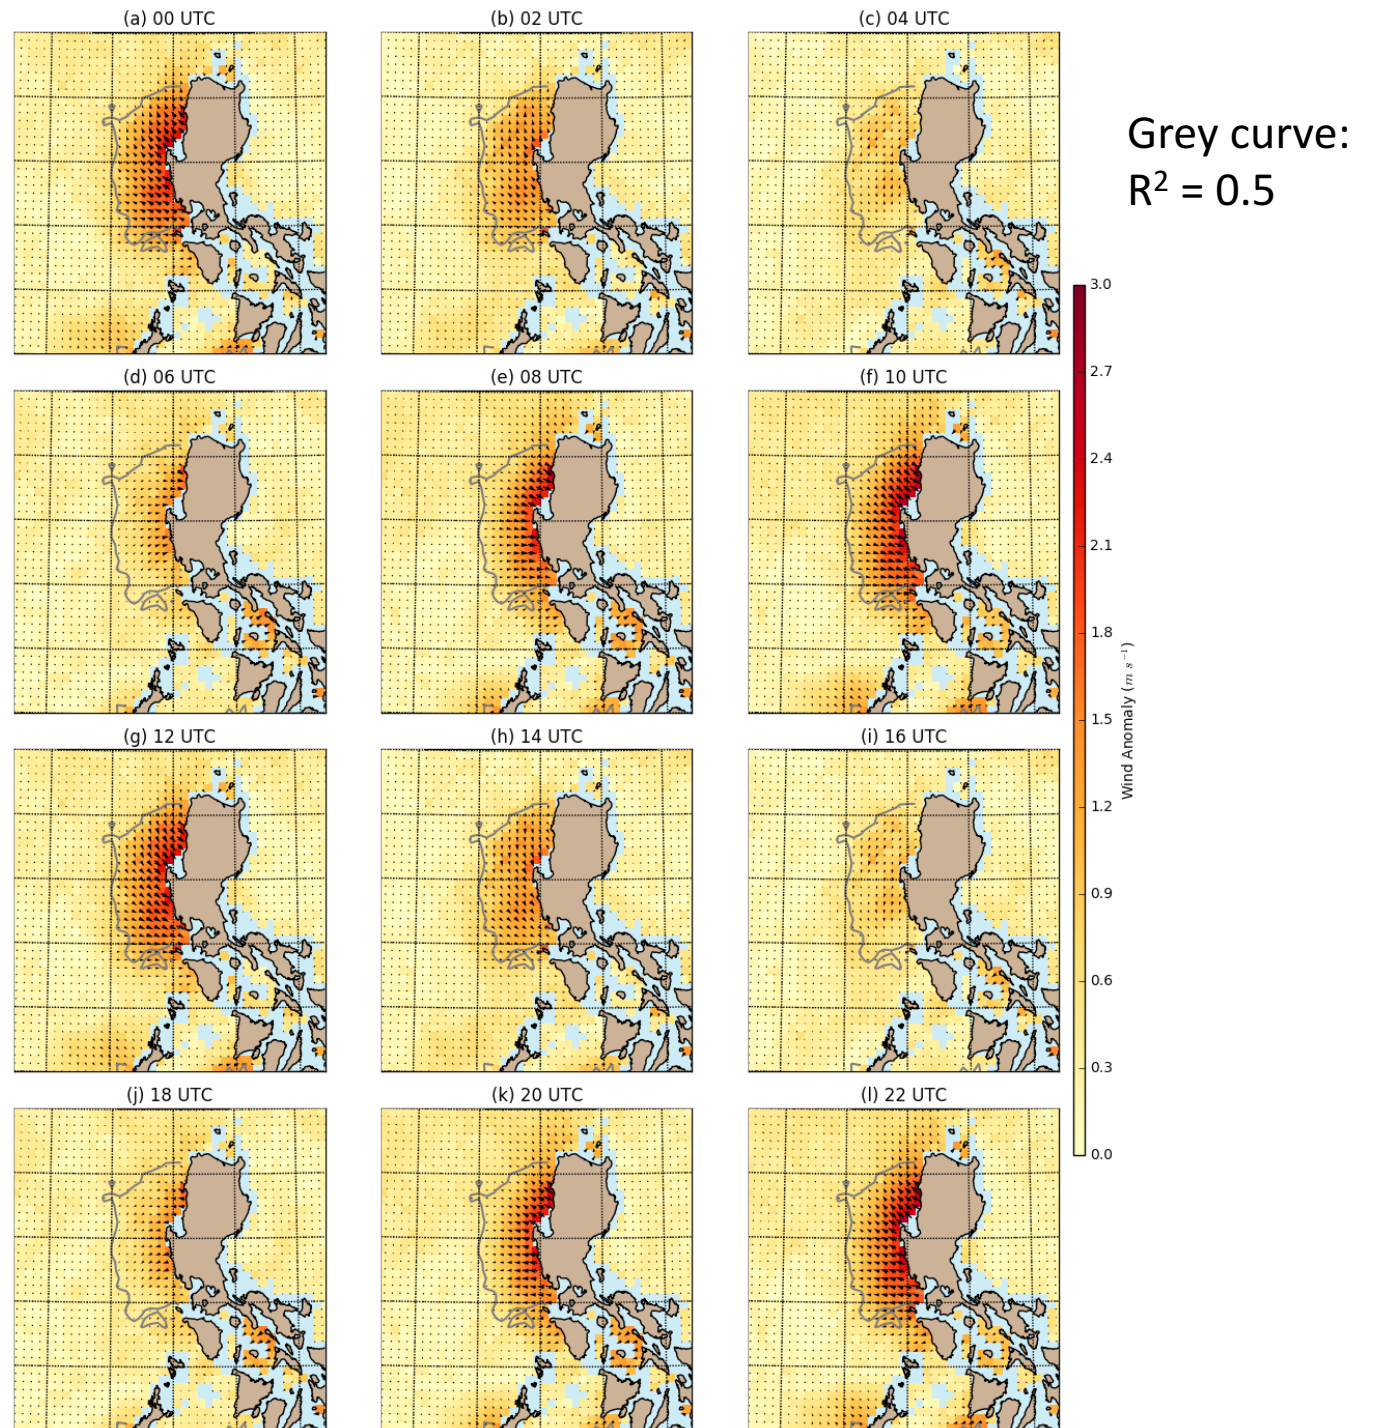 (a) 00 UTC
(b) 02 UTC
(c) 04 UTC
Grey curve:
R² = 0.5
(d) 06 UTC
(e) 08 UTC
(f) 10 UTC
(g) 12 UTC
(h) 14 UTC
(i) 16 UTC
(j) 18 UTC
(k) 20 UTC
(l) 22 UTC
3.0
2.7
2.4
2.1
1.8
1.5
1.2
0.9
0.6
0.3
0.0
Wind Anomaly (m s⁻¹)